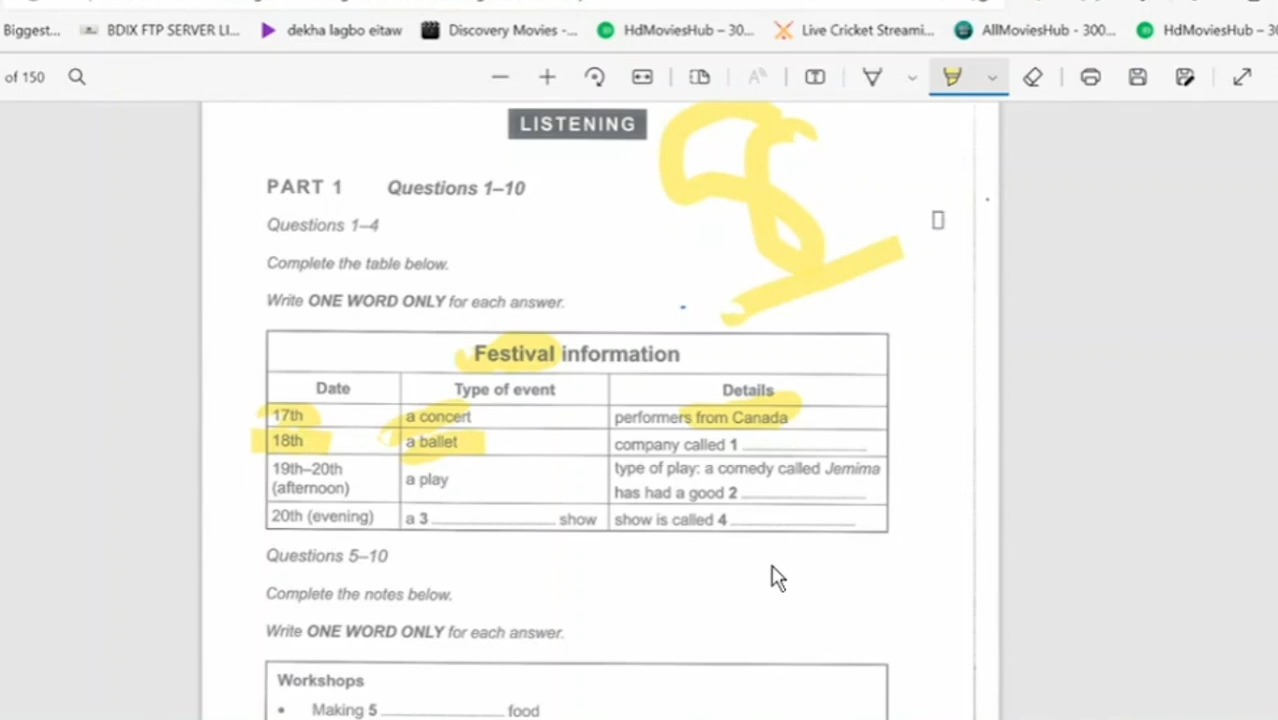 Biggest... BDIX FTP SERVER LI... dekha lagbo eitaw Discovery Movies -... HdMoviesHub – 30... Live Cricket Streami... AllMoviesHub - 300... HdMoviesHub – 30
of 150
LISTENING
PART 1 Questions 1–10
Questions 1–4
Complete the table below.
Write ONE WORD ONLY for each answer.
Festival information
Date Type of event Details
17th a concert performers from Canada
18th a ballet company called 1
19th–20th (afternoon) a play type of play: a comedy called Jemima
has had a good 2
20th (evening) a 3 show show is called 4
Questions 5–10
Complete the notes below.
Write ONE WORD ONLY for each answer.
Workshops
• Making 5 food